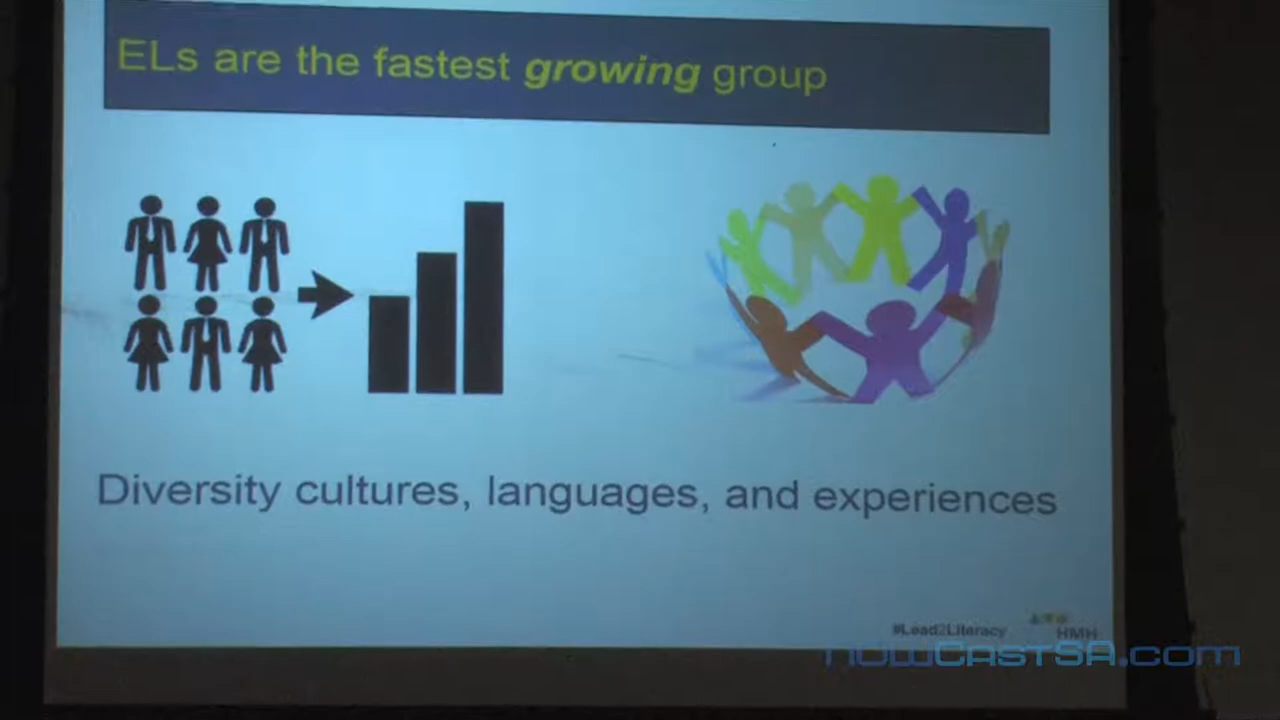 ELs are the fastest growing group
Diversity cultures, languages, and experiences
#Lead2Literacy
HMH
nowcastsa.com